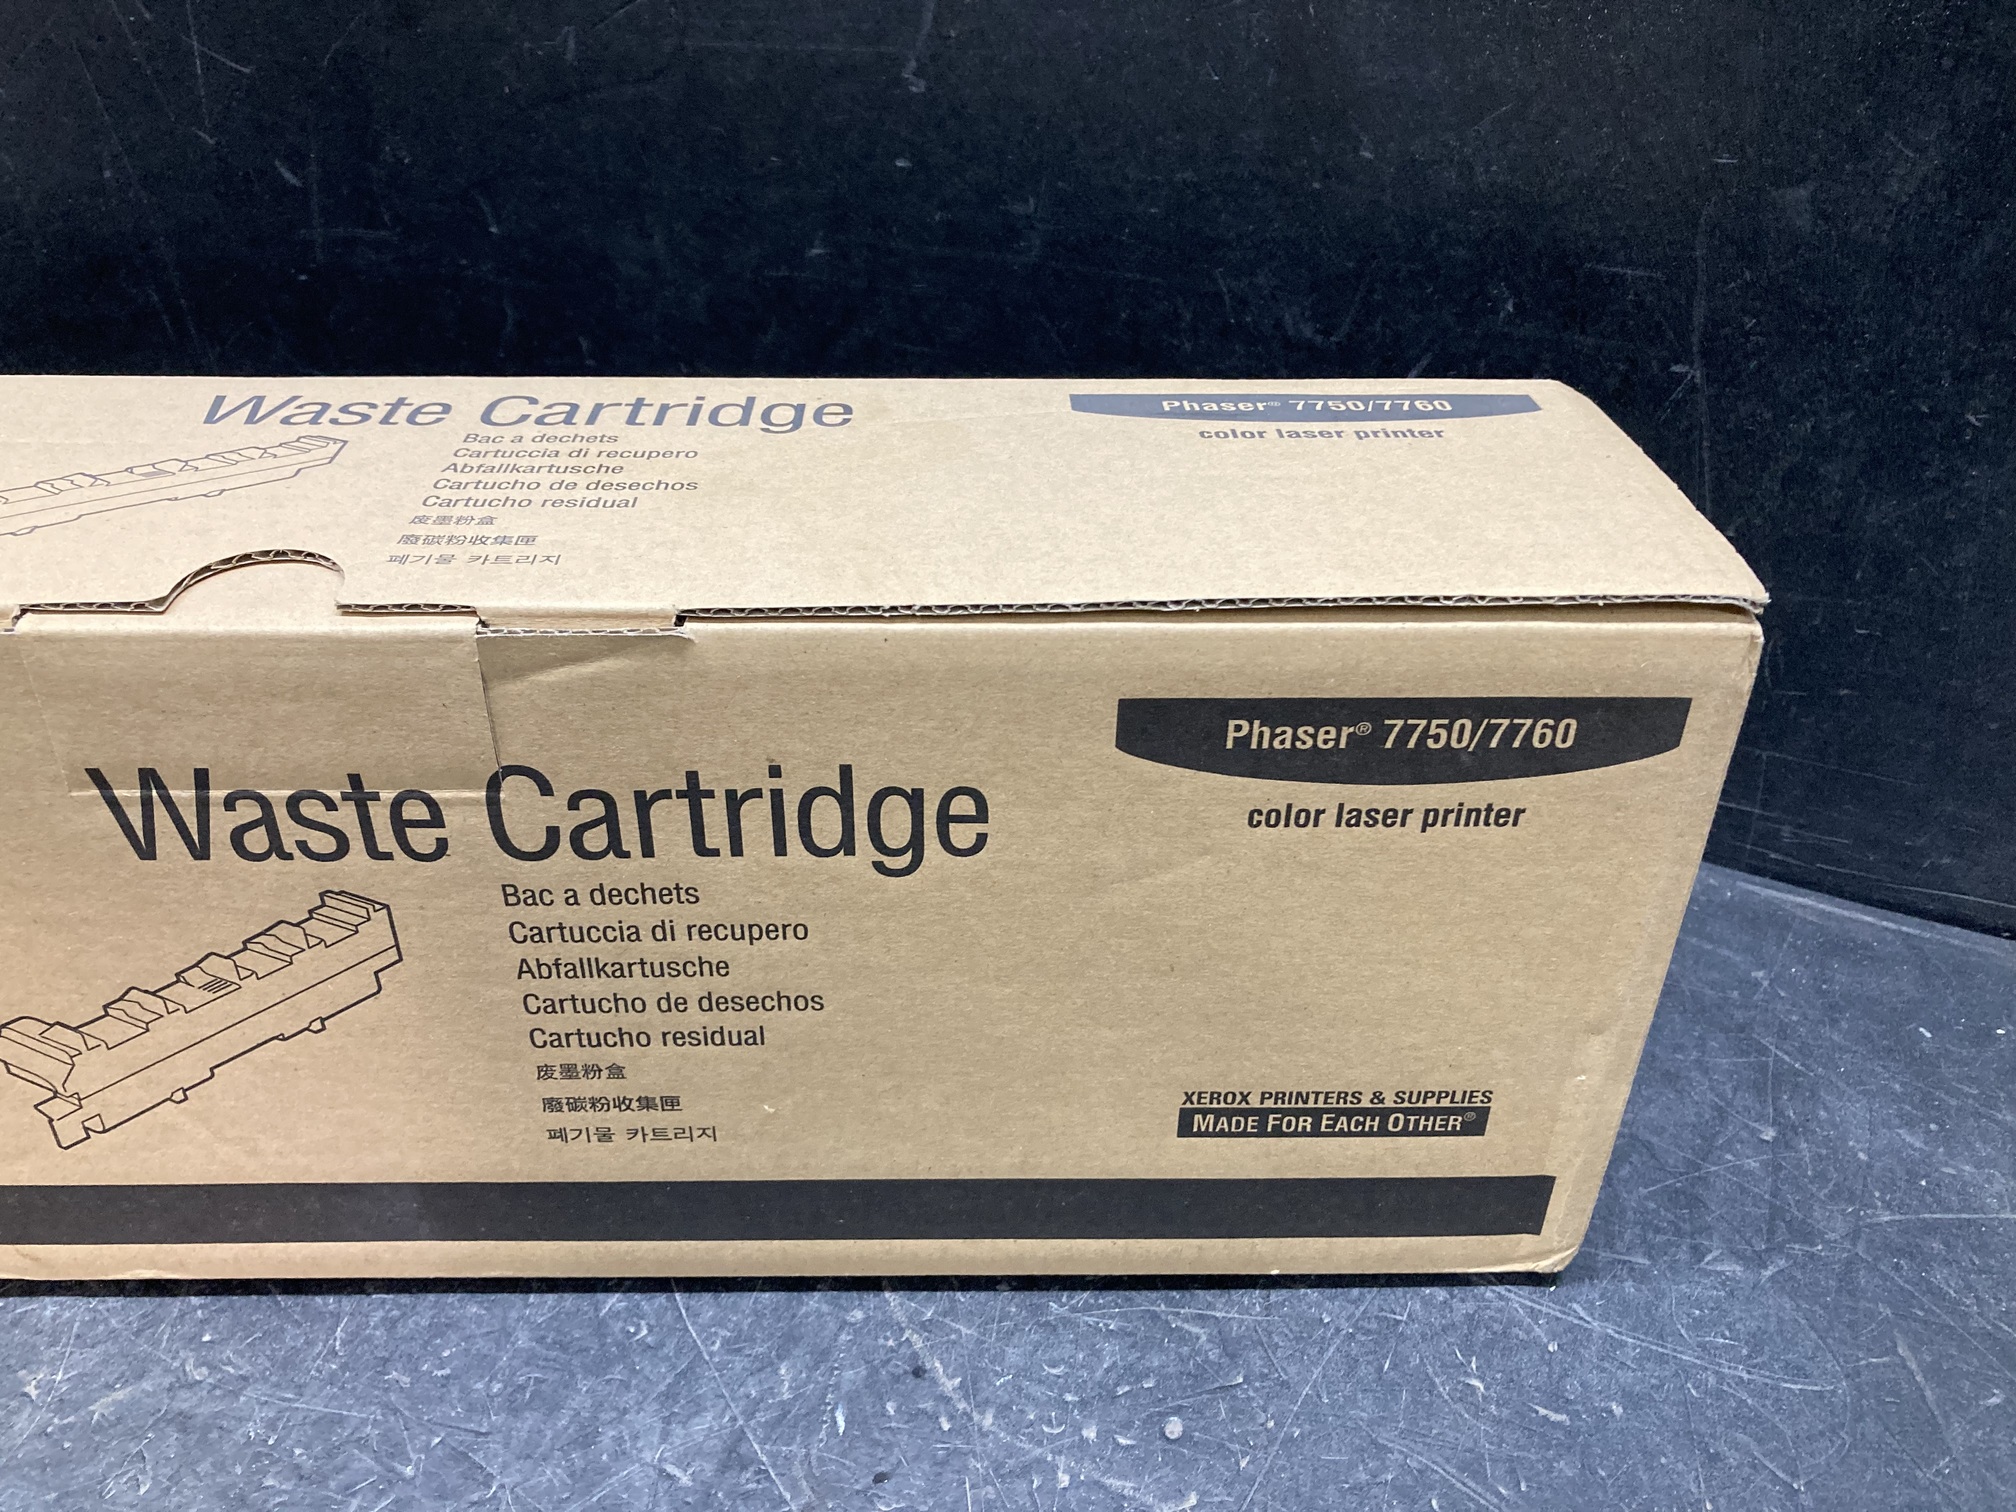 Waste Cartridge
Bac a dechets
Cartuccia di recupero
Abfallkartusche
Cartucho de desechos
Cartucho residual
废墨粉盒
廢碳粉收集匣
폐기물 카트리지
Phaser® 7750/7760
color laser printer
Waste Cartridge
Bac a dechets
Cartuccia di recupero
Abfallkartusche
Cartucho de desechos
Cartucho residual
废墨粉盒
廢碳粉收集匣
폐기물 카트리지
Phaser® 7750/7760
color laser printer
XEROX PRINTERS & SUPPLIES
MADE FOR EACH OTHER®